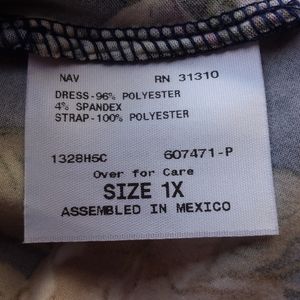 NAV RN 31310
DRESS-96% POLYESTER
4% SPANDEX
STRAP-100% POLYESTER
1328H6C 607471-P
Over for Care
SIZE 1X
ASSEMBLED IN MEXICO